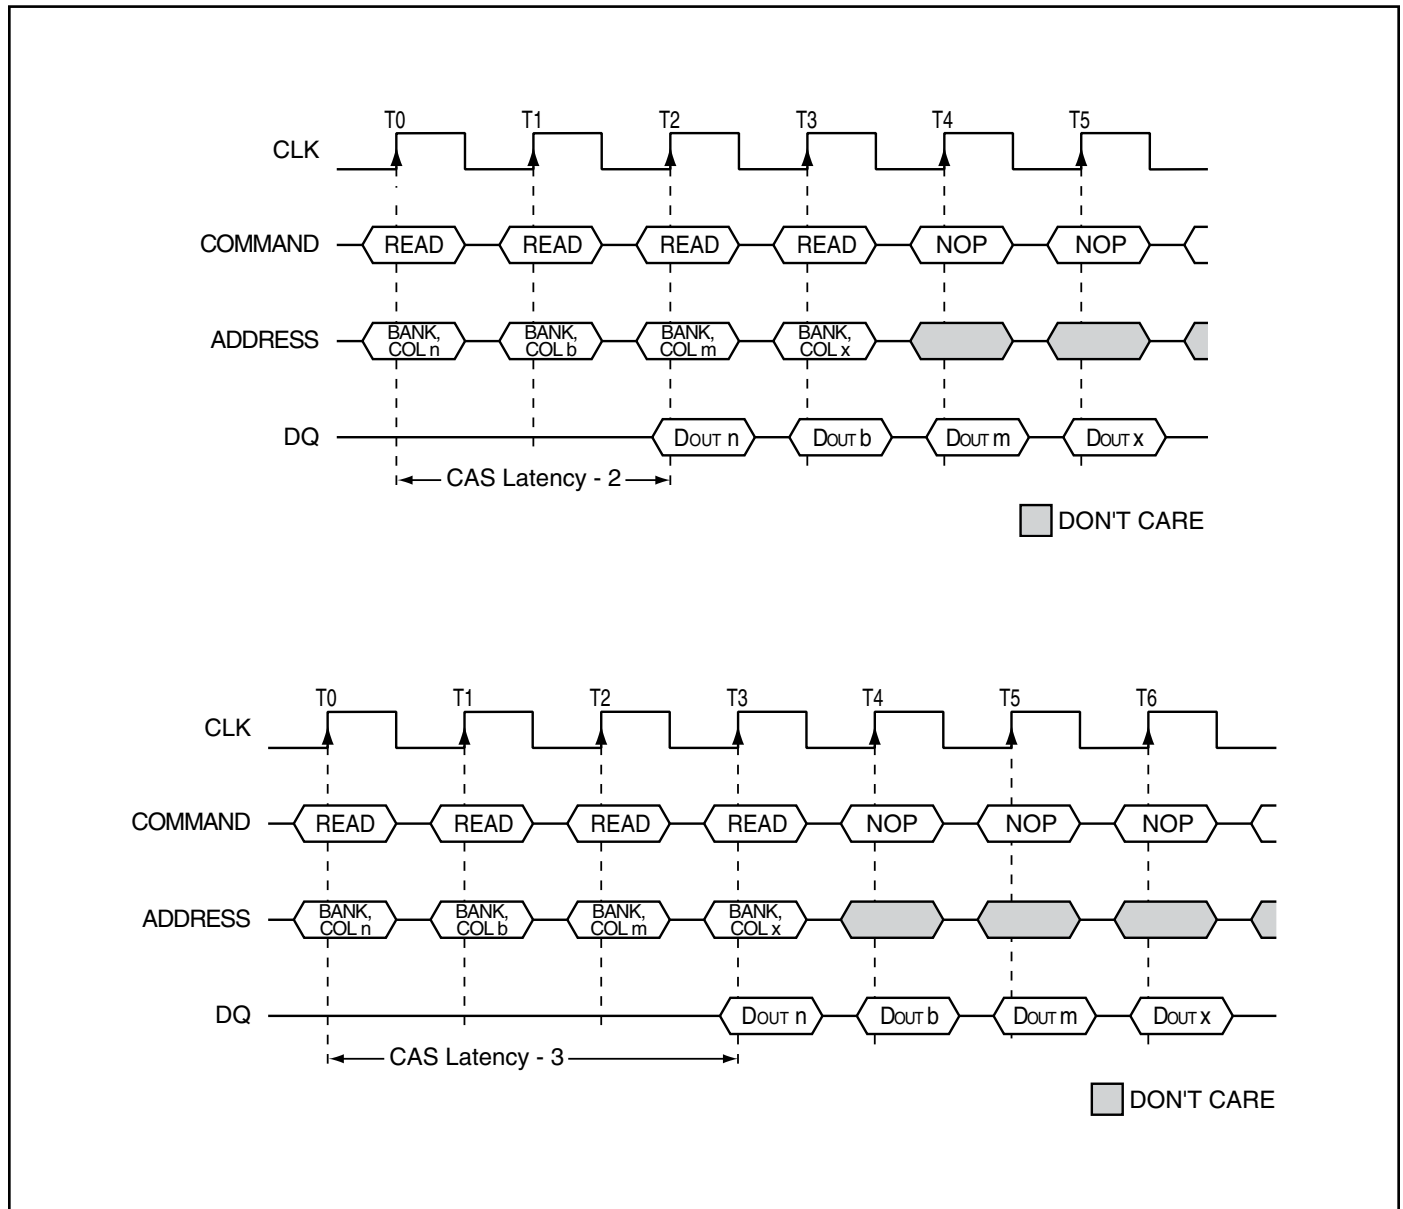 T0 T1 T2 T3 T4 T5
CLK
COMMAND READ READ READ READ NOP NOP
ADDRESS BANK, COL n BANK, COL b BANK, COL m BANK, COL x
DQ DOUT n DOUT b DOUT m DOUT x
CAS Latency - 2
DON'T CARE
T0 T1 T2 T3 T4 T5 T6
CLK
COMMAND READ READ READ READ NOP NOP NOP
ADDRESS BANK, COL n BANK, COL b BANK, COL m BANK, COL x
DQ DOUT n DOUT b DOUT m DOUT x
CAS Latency - 3
DON'T CARE